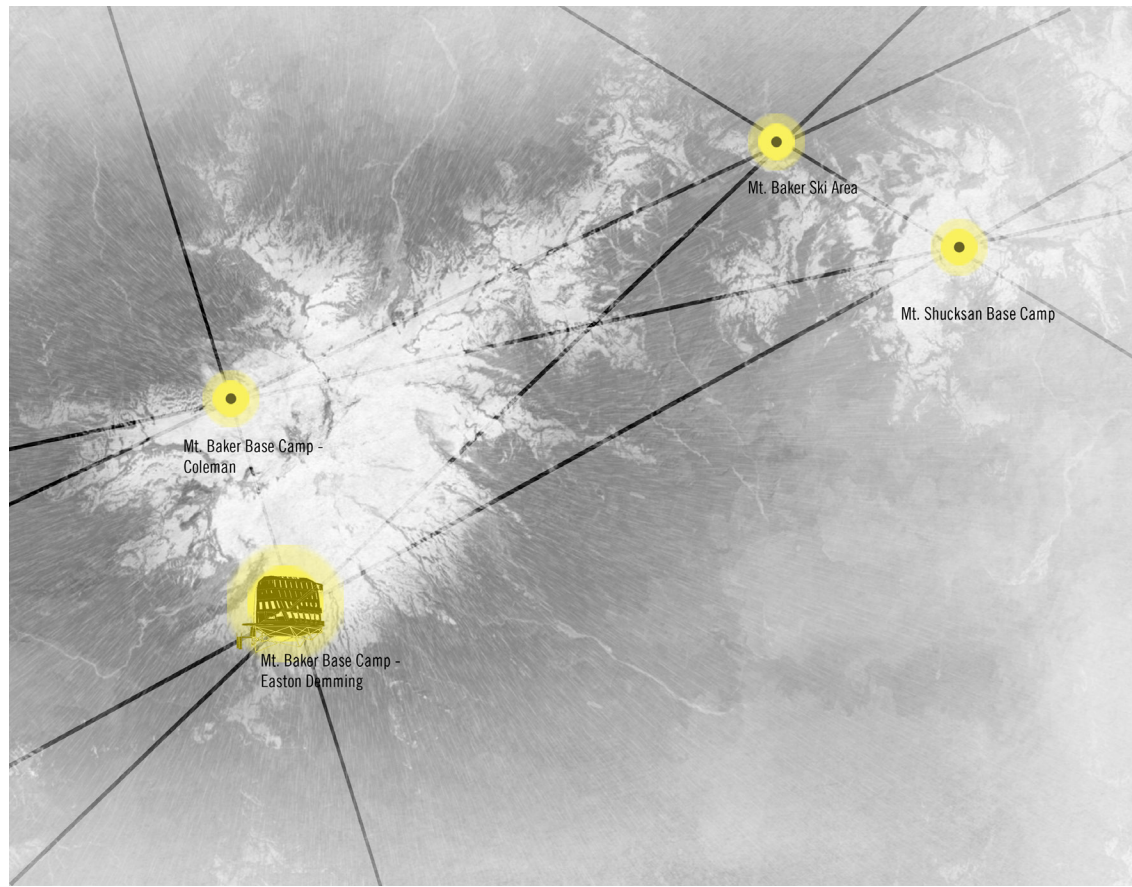 Mt. Baker Ski Area
Mt. Shucksan Base Camp
Mt. Baker Base Camp -
Coleman
Mt. Baker Base Camp -
Easton Demming